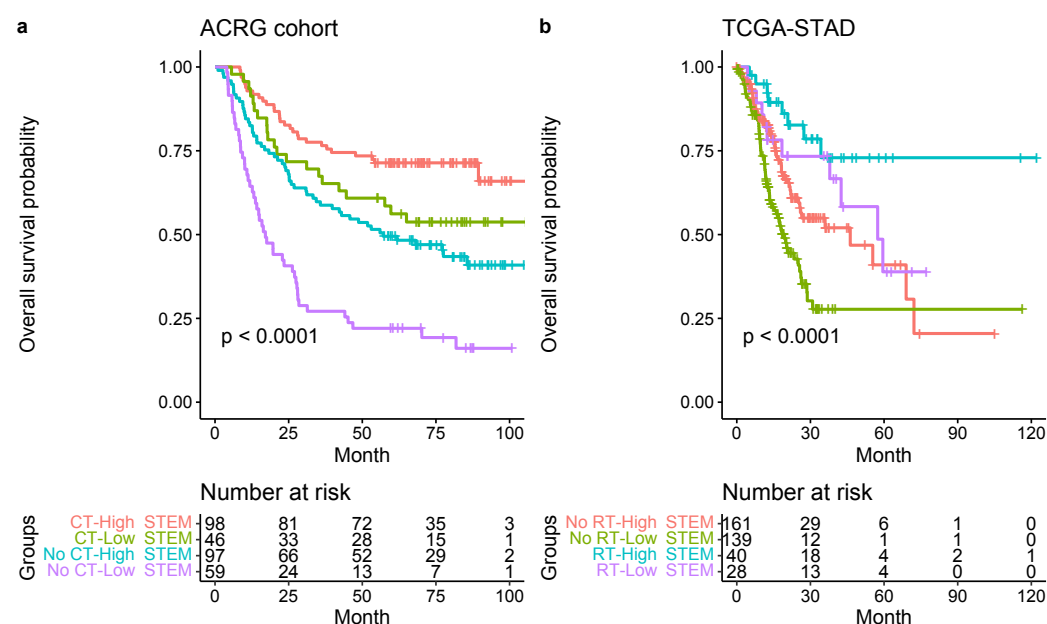 a
ACRG cohort
Overall survival probability
1.00
0.75
0.50
0.25
0.00
p < 0.0001
0 25 50 75 100
Month
Number at risk
Groups
CT-High STEM 98 81 72 35 3
CT-Low STEM 46 33 28 15 1
No CT-High STEM 97 66 52 29 2
No CT-Low STEM 59 24 13 7 1
0 25 50 75 100
Month
b
TCGA-STAD
Overall survival probability
1.00
0.75
0.50
0.25
0.00
p < 0.0001
0 30 60 90 120
Month
Number at risk
Groups
No RT-High STEM 161 29 6 1 0
No RT-Low STEM 139 12 1 1 0
RT-High STEM 40 18 4 2 1
RT-Low STEM 28 13 4 0 0
0 30 60 90 120
Month